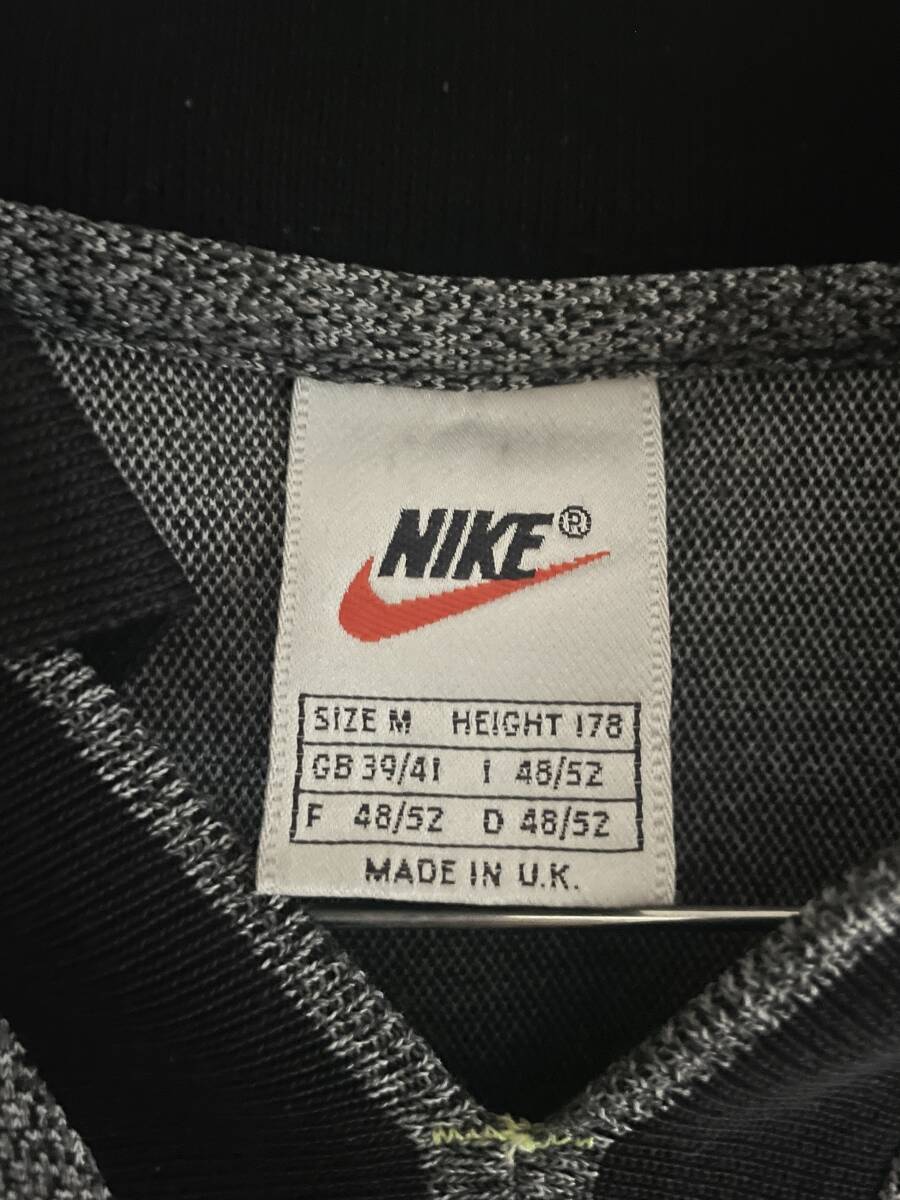 NIKE®
SIZE M HEIGHT 178
GB 39/41 I 48/52
F 48/52 D 48/52
MADE IN U.K.